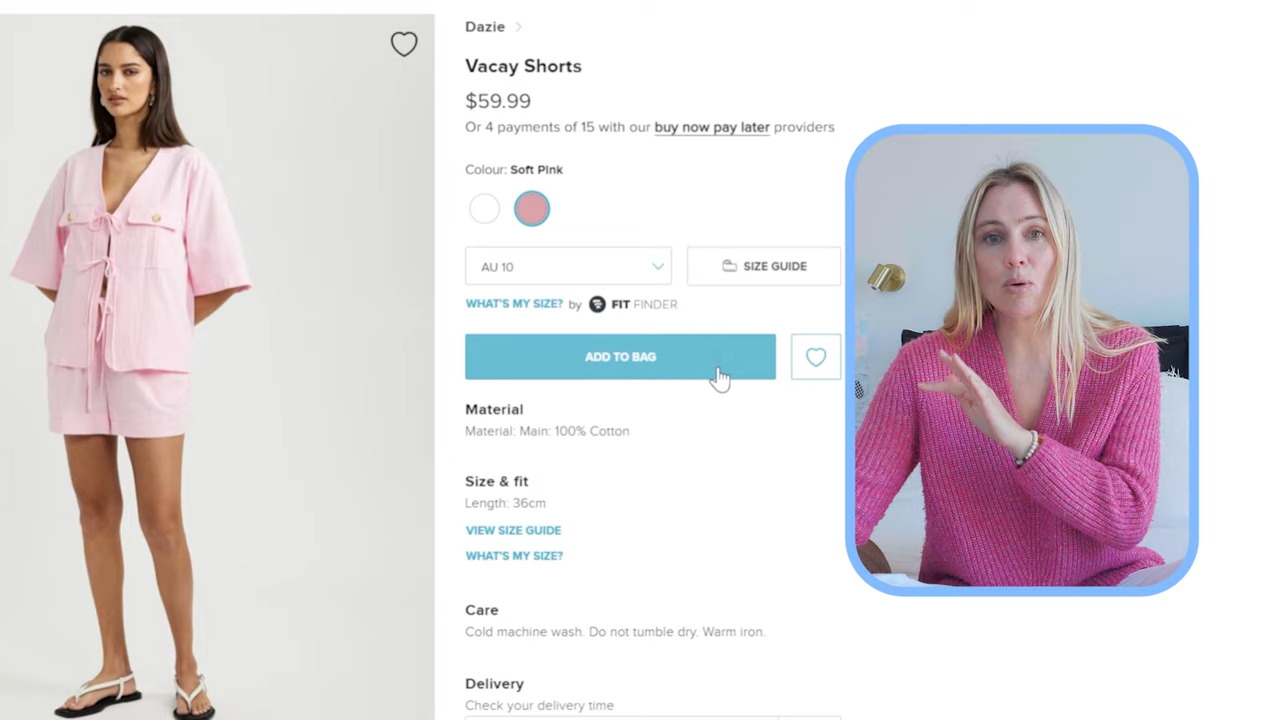 Dazie
Vacay Shorts
$59.99
Or 4 payments of 15 with our buy now pay later providers
Colour: Soft Pink
AU 10
SIZE GUIDE
WHAT'S MY SIZE? by FIT FINDER
ADD TO BAG
Material
Material: Main: 100% Cotton
Size & fit
Length: 36cm
VIEW SIZE GUIDE
WHAT'S MY SIZE?
Care
Cold machine wash. Do not tumble dry. Warm iron.
Delivery
Check your delivery time